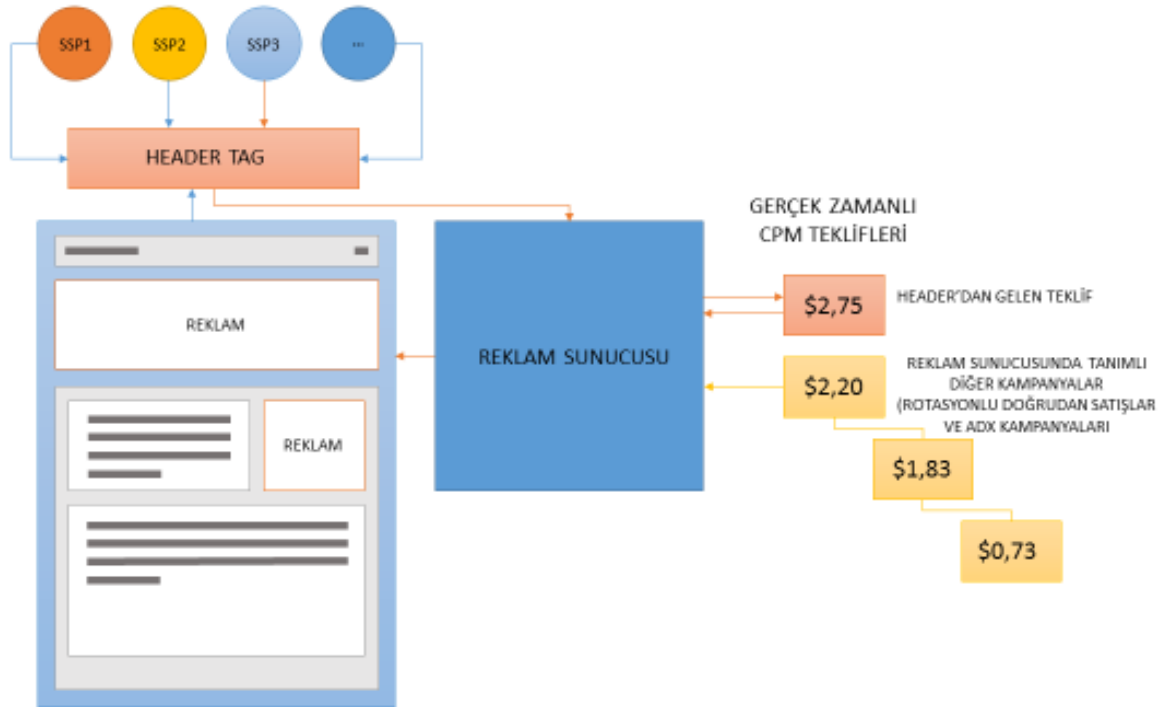 SSP1
SSP2
SSP3
...
HEADER TAG
GERÇEK ZAMANLI
CPM TEKLİFLERİ
REKLAM
REKLAM SUNUCUSU
$2,75
HEADER'DAN GELEN TEKLİF
$2,20
REKLAM SUNUCUSUNDA TANIMLI
DİĞER KAMPANYALAR
(ROTASYONLU DOĞRUDAN SATIŞLAR
VE ADX KAMPANYALARI
REKLAM
$1,83
$0,73